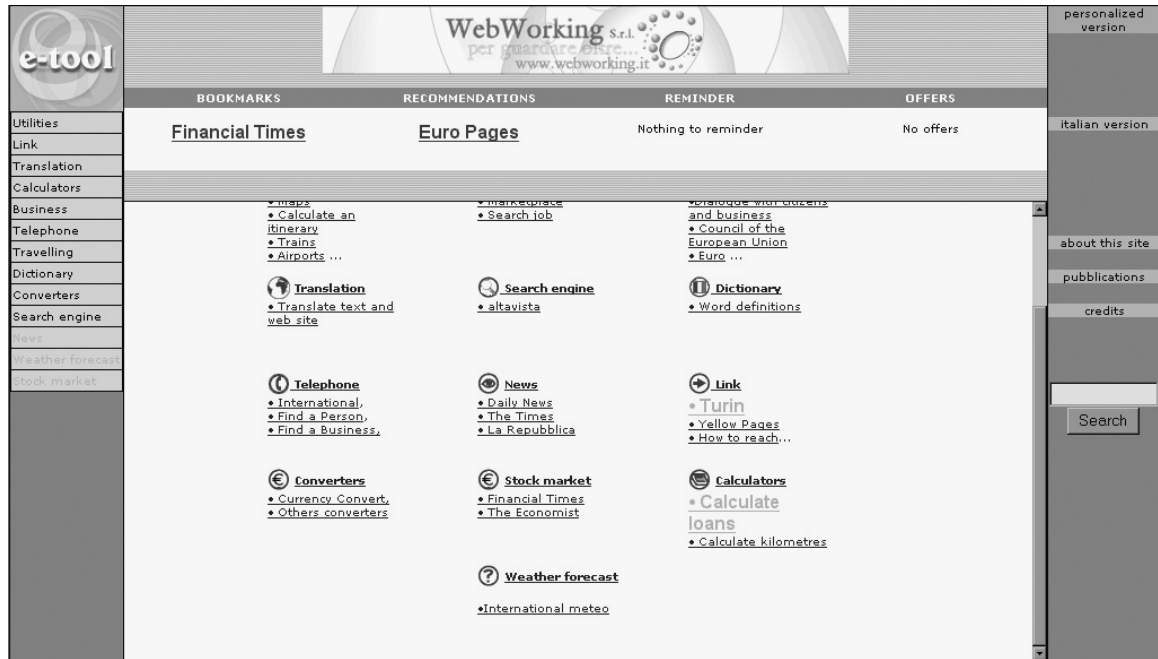 e-tool
WebWorking s.r.l.
per guardare oltre...
www.webworking.it
personalized
version
BOOKMARKS
RECOMMENDATIONS
REMINDER
OFFERS
Financial Times
Euro Pages
Nothing to reminder
No offers
Utilities
Link
Translation
Calculators
Business
Telephone
Travelling
Dictionary
Converters
Search engine
News
Weather forecast
Stock market
• Maps
• Calculate an
itinerary
• Trains
• Airports ...
• Marketplace
• Search job
•Dialogue with citizens
and business
• Council of the
European Union
• Euro ...
Translation
• Translate text and
web site
Search engine
• altavista
Dictionary
• Word definitions
Telephone
• International,
• Find a Person,
• Find a Business,
News
• Daily News
• The Times
• La Repubblica
Link
• Turin
• Yellow Pages
• How to reach...
Converters
• Currency Convert,
• Others converters
Stock market
• Financial Times
• The Economist
Calculators
• Calculate
loans
• Calculate kilometres
Weather forecast
•International meteo
italian version
about this site
pubblications
credits
Search